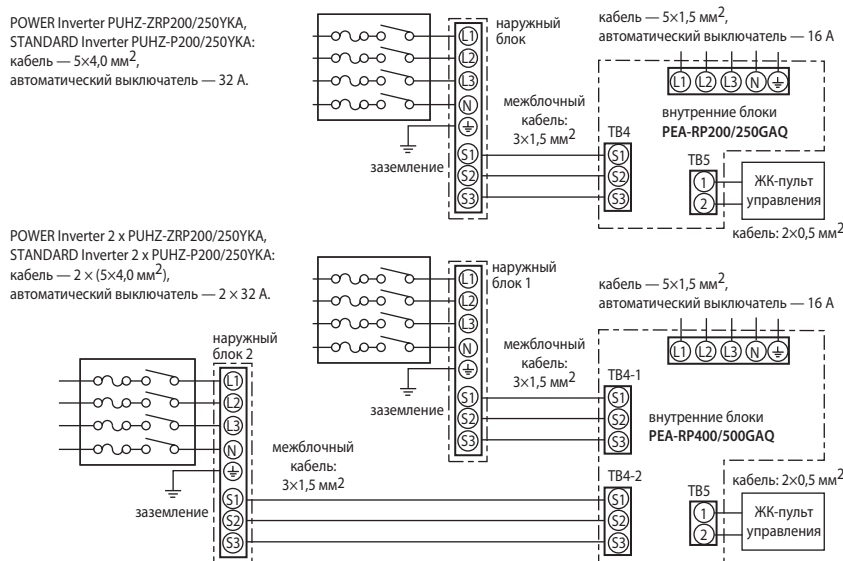 POWER Inverter PUHZ-ZRP200/250YKA,
STANDARD Inverter PUHZ-P200/250YKA:
кабель — 5×4,0 мм²,
автоматический выключатель — 32 А.
наружный
блок
L1
L2
L3
N
заземление
S1
S2
S3
межблочный
кабель:
3×1,5 мм²
кабель — 5×1,5 мм²,
автоматический выключатель — 16 А
L1 L2 L3 N
внутренние блоки
PEA-RP200/250GAQ
TB4
S1
S2
S3
TB5
1
2
ЖК-пульт
управления
кабель: 2×0,5 мм²
POWER Inverter 2 x PUHZ-ZRP200/250YKA,
STANDARD Inverter 2 x PUHZ-P200/250YKA:
кабель — 2 × (5×4,0 мм²),
автоматический выключатель — 2 × 32 А.
наружный
блок 1
L1
L2
L3
N
заземление
S1
S2
S3
межблочный
кабель:
3×1,5 мм²
кабель — 5×1,5 мм²,
автоматический выключатель — 16 А
L1 L2 L3 N
TB4-1
S1
S2
S3
внутренние блоки
PEA-RP400/500GAQ
наружный
блок 2
L1
L2
L3
N
заземление
S1
S2
S3
межблочный
кабель:
3×1,5 мм²
TB4-2
S1
S2
S3
TB5
1
2
кабель: 2×0,5 мм²
ЖК-пульт
управления